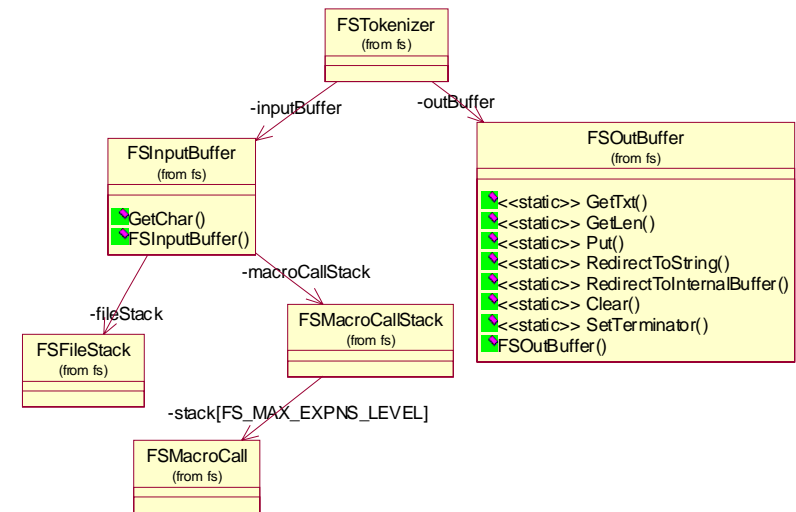 FSTokenizer
(from fs)
-inputBuffer
-outBuffer
FSInputBuffer
(from fs)
GetChar()
FSInputBuffer()
FSOutBuffer
(from fs)
<<static>> GetTxt()
<<static>> GetLen()
<<static>> Put()
<<static>> RedirectToString()
<<static>> RedirectToInternalBuffer()
<<static>> Clear()
<<static>> SetTerminator()
FSOutBuffer()
-macroCallStack
-fileStack
FSMacroCallStack
(from fs)
FSFileStack
(from fs)
-stack[FS_MAX_EXPNS_LEVEL]
FSMacroCall
(from fs)